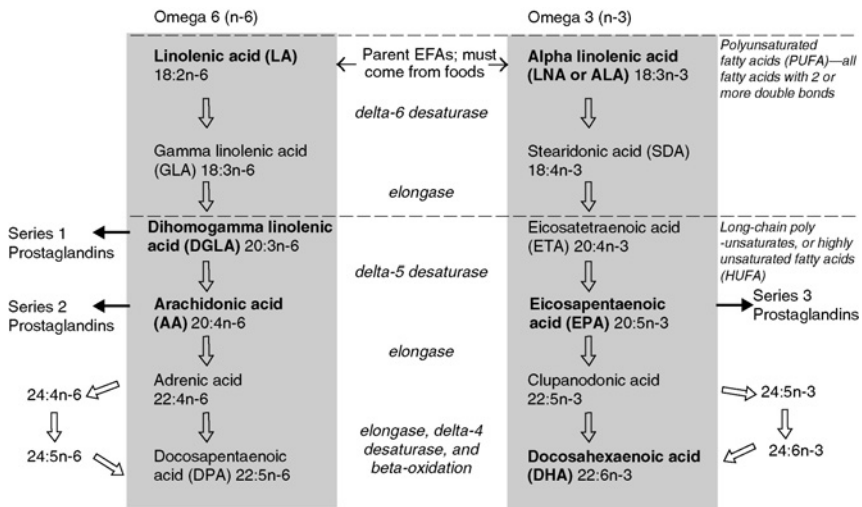 Omega 6 (n-6)
Omega 3 (n-3)
Linolenic acid (LA)
18:2n-6
Parent EFAs; must
come from foods
Alpha linolenic acid
(LNA or ALA) 18:3n-3
Polyunsaturated
fatty acids (PUFA)—all
fatty acids with 2 or
more double bonds
delta-6 desaturase
Gamma linolenic acid
(GLA) 18:3n-6
Stearidonic acid (SDA)
18:4n-3
elongase
Series 1
Prostaglandins
Dihomogamma linolenic
acid (DGLA) 20:3n-6
Eicosatetraenoic acid
(ETA) 20:4n-3
Long-chain poly
-unsaturates, or highly
unsaturated fatty acids
(HUFA)
delta-5 desaturase
Series 2
Prostaglandins
Arachidonic acid
(AA) 20:4n-6
Eicosapentaenoic
acid (EPA) 20:5n-3
Series 3
Prostaglandins
elongase
24:4n-6
Adrenic acid
22:4n-6
Clupanodonic acid
22:5n-3
24:5n-3
24:5n-6
Docosapentaenoic
acid (DPA) 22:5n-6
elongase, delta-4
desaturase, and
beta-oxidation
Docosahexaenoic acid
(DHA) 22:6n-3
24:6n-3